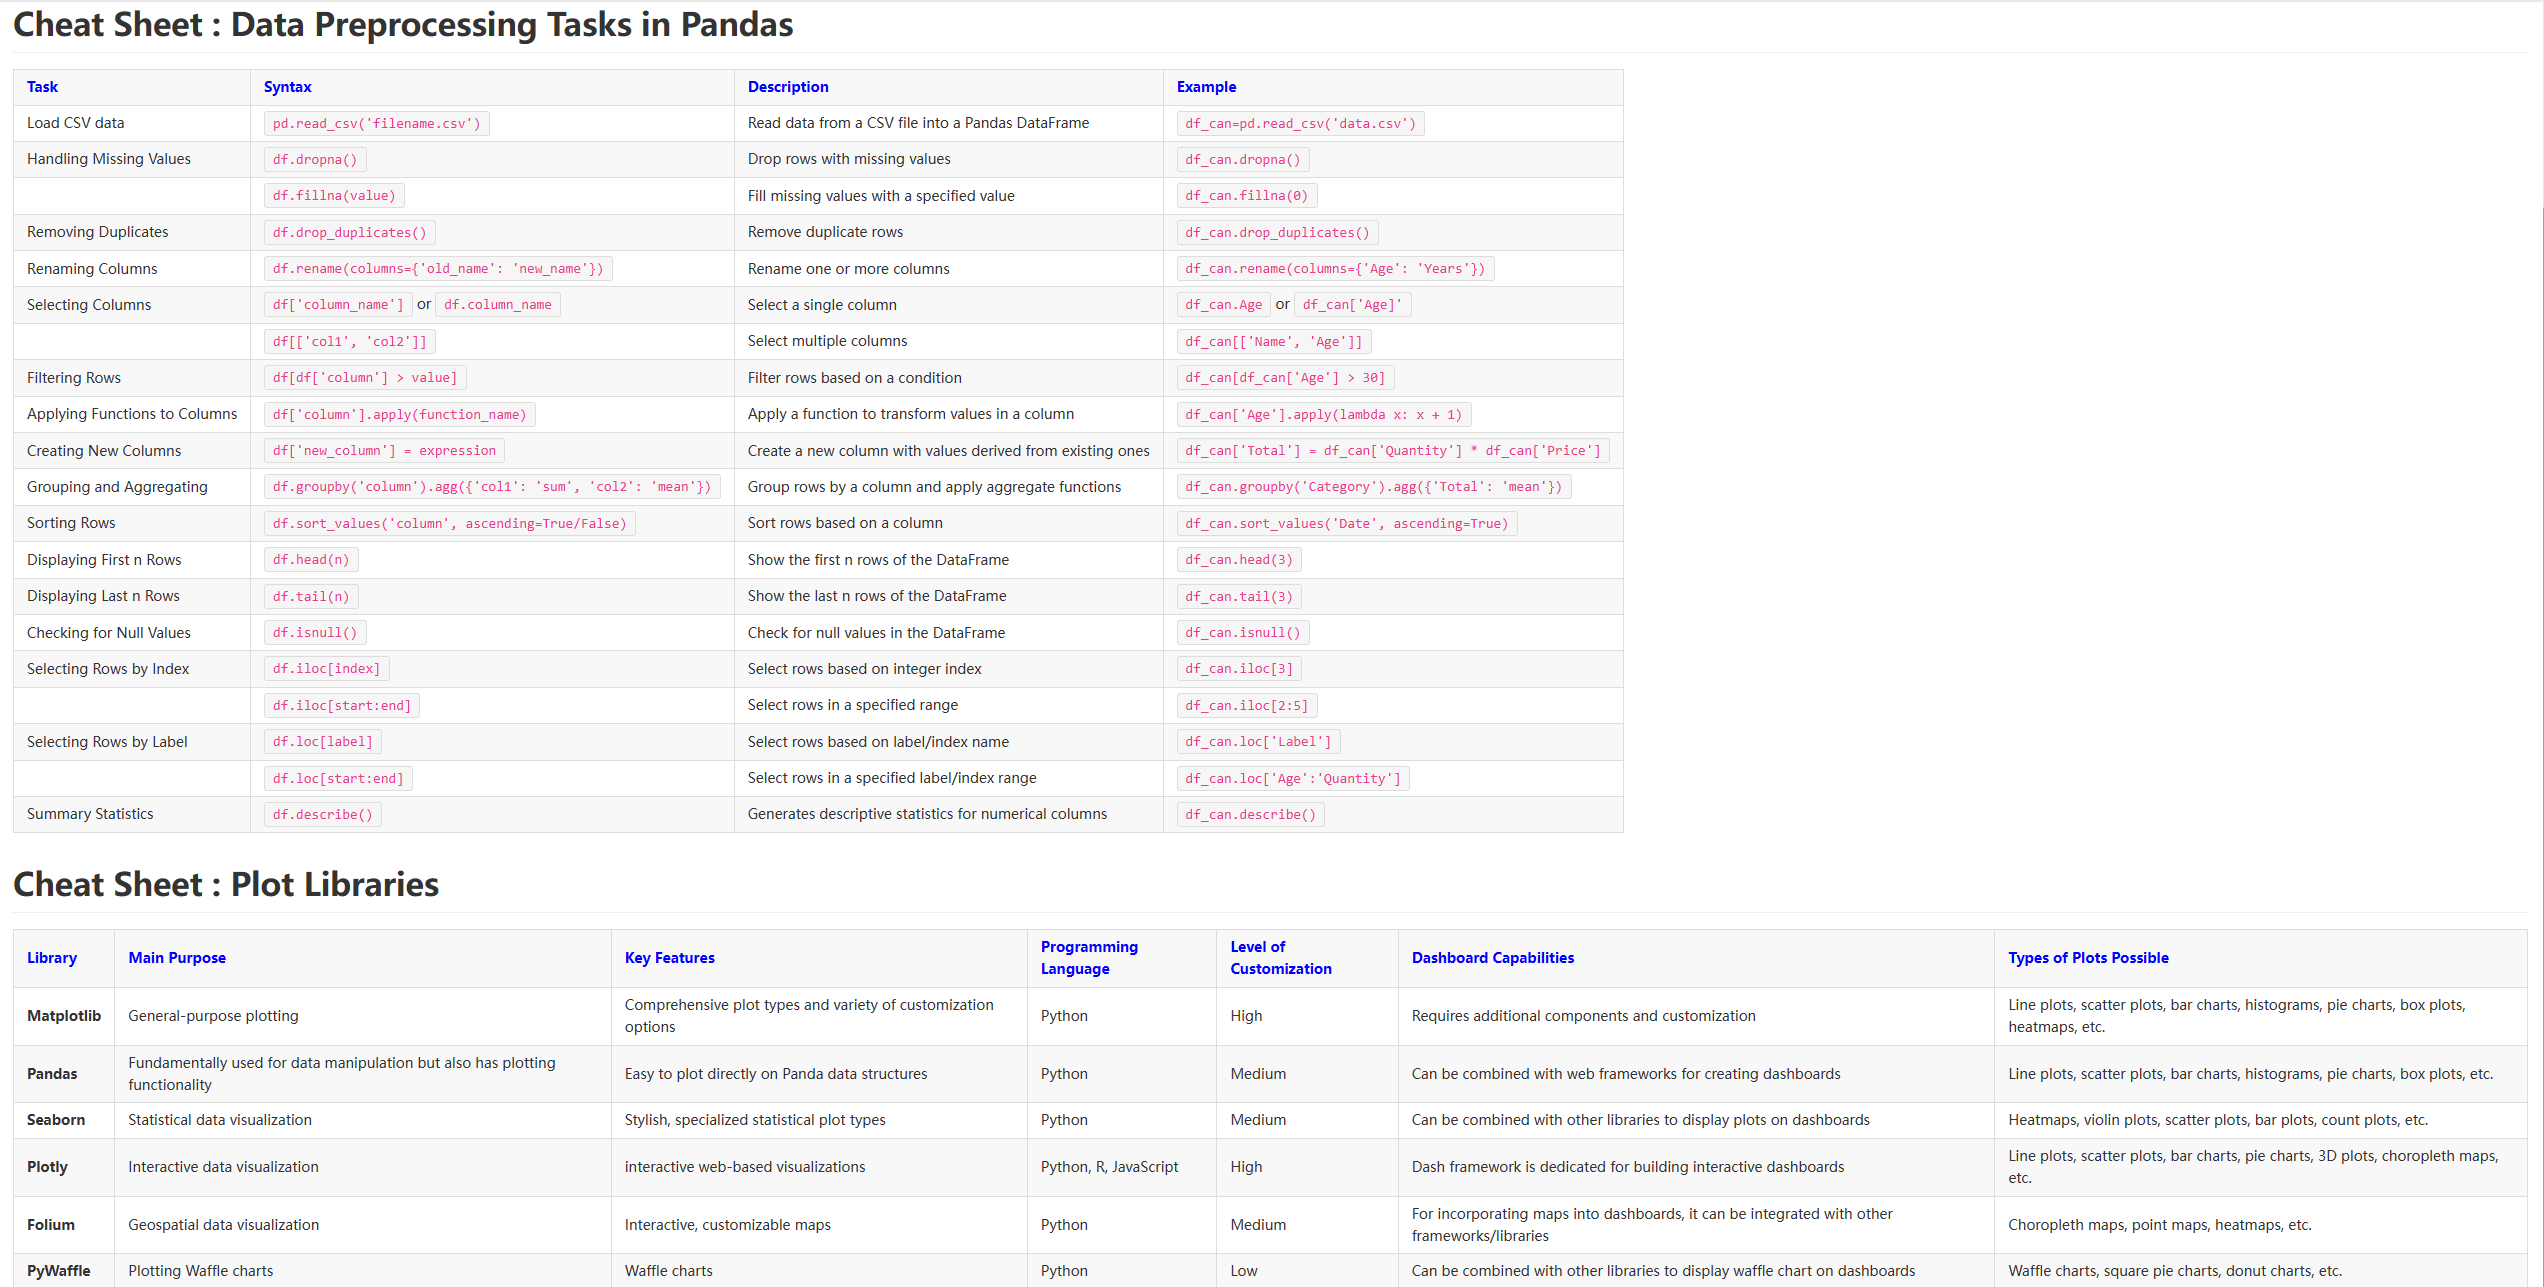 Cheat Sheet : Data Preprocessing Tasks in Pandas
Task Syntax Description Example
Load CSV data pd.read_csv('filename.csv') Read data from a CSV file into a Pandas DataFrame df_can=pd.read_csv('data.csv')
Handling Missing Values df.dropna() Drop rows with missing values df_can.dropna()
df.fillna(value) Fill missing values with a specified value df_can.fillna(0)
Removing Duplicates df.drop_duplicates() Remove duplicate rows df_can.drop_duplicates()
Renaming Columns df.rename(columns={'old_name': 'new_name'}) Rename one or more columns df_can.rename(columns={'Age': 'Years'})
Selecting Columns df['column_name'] or df.column_name Select a single column df_can.Age or df_can['Age]'
df[['col1', 'col2']] Select multiple columns df_can[['Name', 'Age']]
Filtering Rows df[df['column'] > value] Filter rows based on a condition df_can[df_can['Age'] > 30]
Applying Functions to Columns df['column'].apply(function_name) Apply a function to transform values in a column df_can['Age'].apply(lambda x: x + 1)
Creating New Columns df['new_column'] = expression Create a new column with values derived from existing ones df_can['Total'] = df_can['Quantity'] * df_can['Price']
Grouping and Aggregating df.groupby('column').agg({'col1': 'sum', 'col2': 'mean'}) Group rows by a column and apply aggregate functions df_can.groupby('Category').agg({'Total': 'mean'})
Sorting Rows df.sort_values('column', ascending=True/False) Sort rows based on a column df_can.sort_values('Date', ascending=True)
Displaying First n Rows df.head(n) Show the first n rows of the DataFrame df_can.head(3)
Displaying Last n Rows df.tail(n) Show the last n rows of the DataFrame df_can.tail(3)
Checking for Null Values df.isnull() Check for null values in the DataFrame df_can.isnull()
Selecting Rows by Index df.iloc[index] Select rows based on integer index df_can.iloc[3]
df.iloc[start:end] Select rows in a specified range df_can.iloc[2:5]
Selecting Rows by Label df.loc[label] Select rows based on label/index name df_can.loc['Label']
df.loc[start:end] Select rows in a specified label/index range df_can.loc['Age':'Quantity']
Summary Statistics df.describe() Generates descriptive statistics for numerical columns df_can.describe()
Cheat Sheet : Plot Libraries
Library Main Purpose Key Features Programming Language Level of Customization Dashboard Capabilities Types of Plots Possible
Matplotlib General-purpose plotting Comprehensive plot types and variety of customization options Python High Requires additional components and customization Line plots, scatter plots, bar charts, histograms, pie charts, box plots, heatmaps, etc.
Pandas Fundamentally used for data manipulation but also has plotting functionality Easy to plot directly on Panda data structures Python Medium Can be combined with web frameworks for creating dashboards Line plots, scatter plots, bar charts, histograms, pie charts, box plots, etc.
Seaborn Statistical data visualization Stylish, specialized statistical plot types Python Medium Can be combined with other libraries to display plots on dashboards Heatmaps, violin plots, scatter plots, bar plots, count plots, etc.
Plotly Interactive data visualization interactive web-based visualizations Python, R, JavaScript High Dash framework is dedicated for building interactive dashboards Line plots, scatter plots, bar charts, pie charts, 3D plots, choropleth maps, etc.
Folium Geospatial data visualization Interactive, customizable maps Python Medium For incorporating maps into dashboards, it can be integrated with other frameworks/libraries Choropleth maps, point maps, heatmaps, etc.
PyWaffle Plotting Waffle charts Waffle charts Python Low Can be combined with other libraries to display waffle chart on dashboards Waffle charts, square pie charts, donut charts, etc.